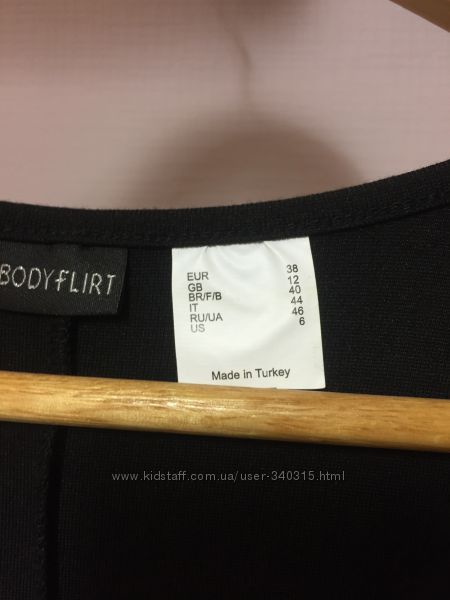 BODYFLIRT
EUR 38
GB 12
BR/F/B 40
IT 44
RU/UA 46
US 6
Made in Turkey
www.kidstaff.com.ua/user-340315.html